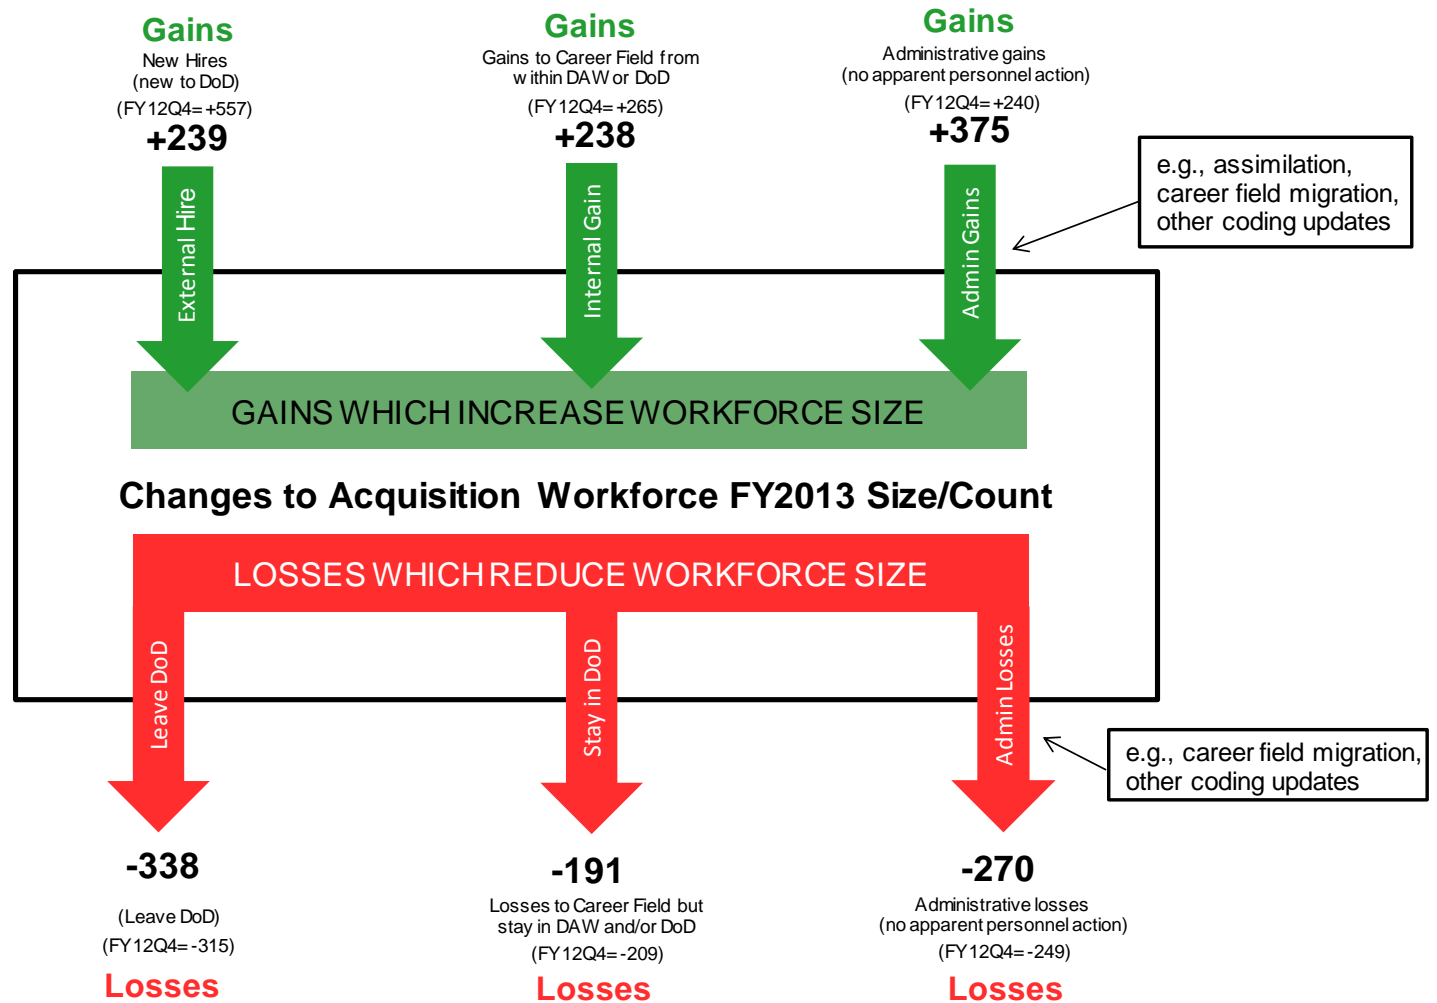 Gains
New Hires
(new to DoD)
(FY12Q4= +557)
+239
Gains
Gains to Career Field from
within DAW or DoD
(FY12Q4= +265)
+238
Gains
Administrative gains
(no apparent personnel action)
(FY12Q4= +240)
+375
e.g., assimilation,
career field migration,
other coding updates
External Hire
Internal Gain
Admin Gains
GAINS WHICH INCREASE WORKFORCE SIZE
Changes to Acquisition Workforce FY2013 Size/Count
LOSSES WHICH REDUCE WORKFORCE SIZE
Leave DoD
Stay in DoD
Admin Losses
e.g., career field migration,
other coding updates
-338
(Leave DoD)
(FY12Q4= -315)
Losses
-191
Losses to Career Field but
stay in DAW and/or DoD
(FY12Q4= -209)
Losses
-270
Administrative losses
(no apparent personnel action)
(FY12Q4= -249)
Losses